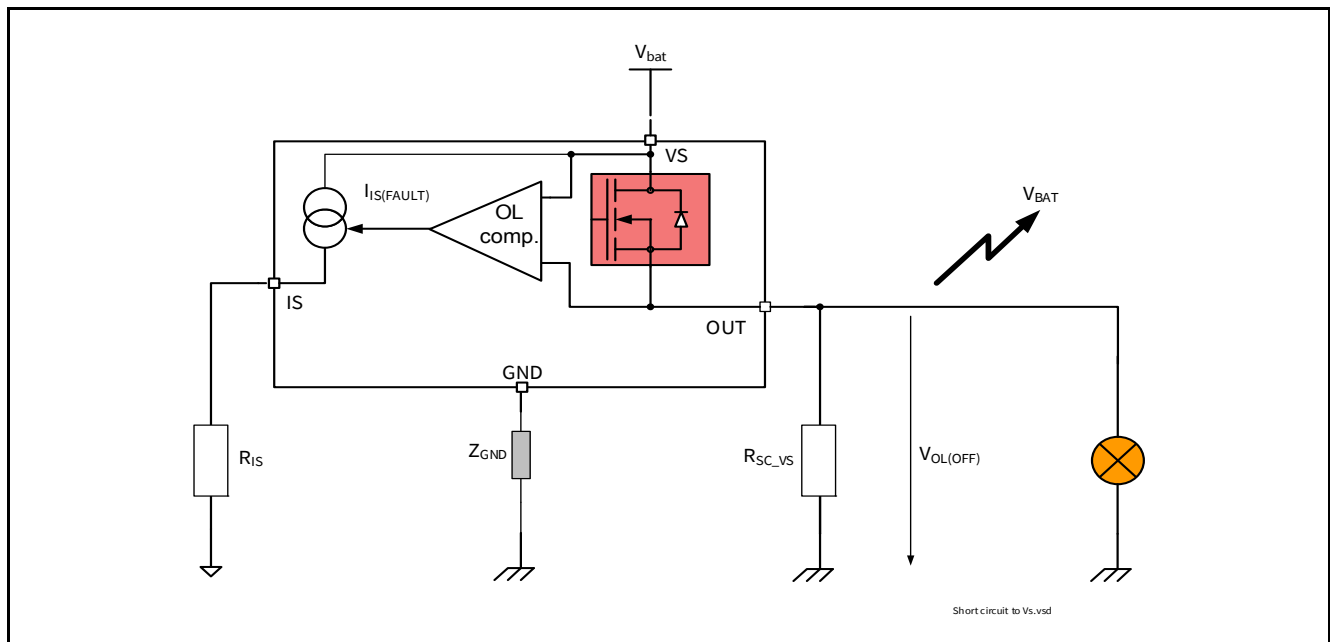 Vbat
VS
IIS(FAULT)
OL
comp.
VBAT
IS
OUT
GND
RIS
ZGND
RSC_VS
VOL(OFF)
Short circuit to Vs.vsd